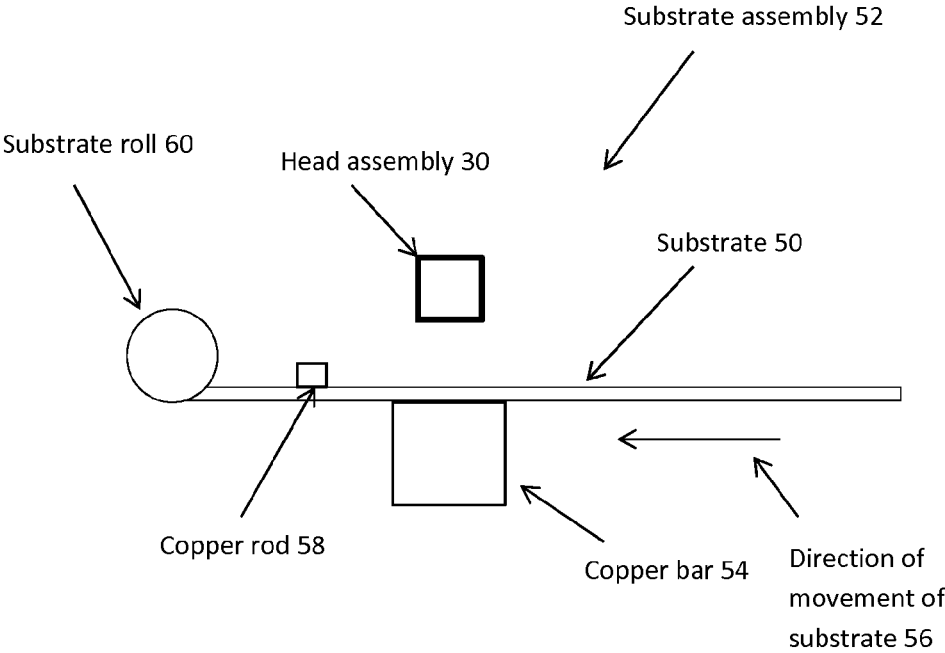 Substrate assembly 52
Substrate roll 60
Head assembly 30
Substrate 50
Copper rod 58
Copper bar 54
Direction of
movement of
substrate 56